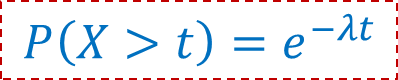 P(X > t) = e^{−λt}